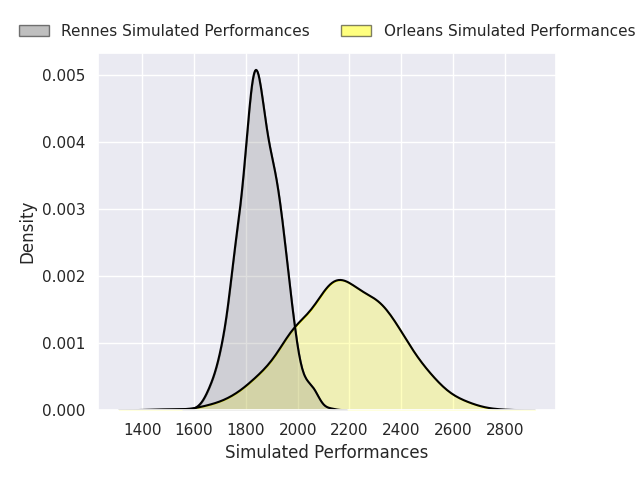 Rennes Simulated Performances Orleans Simulated Performances
0.005
0.004
0.003
0.002
0.001
0.000
Density
1400 1600 1800 2000 2200 2400 2600 2800
Simulated Performances